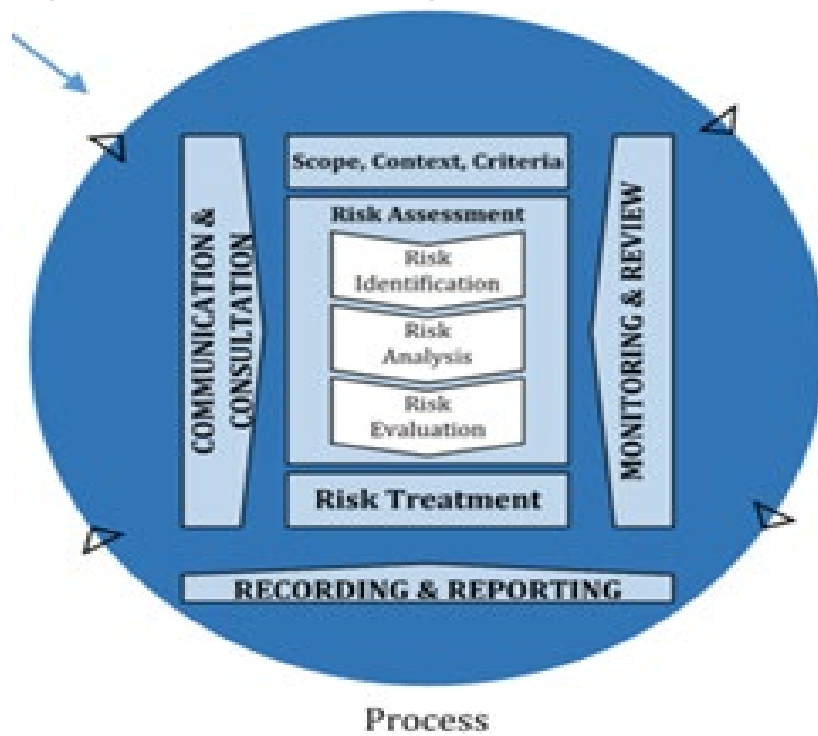 Scope, Context, Criteria
COMMUNICATION &
CONSULTATION
Risk Assessment
Risk
Identification
Risk
Analysis
Risk
Evaluation
MONITORING & REVIEW
Risk Treatment
RECORDING & REPORTING
Process